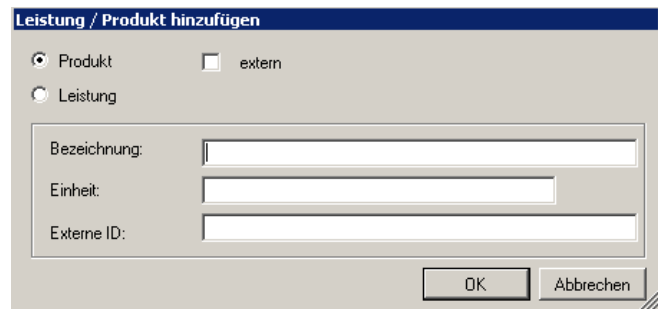 Leistung / Produkt hinzufügen
Produkt extern
Leistung
Bezeichnung:
Einheit:
Externe ID:
OK Abbrechen